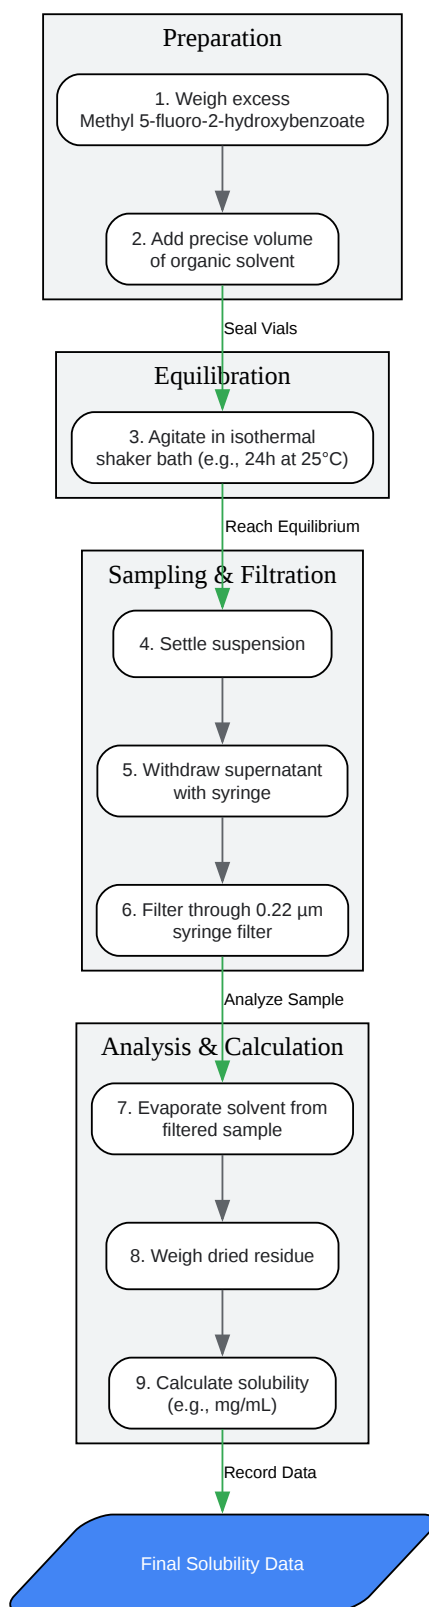 Preparation
1. Weigh excess
Methyl 5-fluoro-2-hydroxybenzoate
2. Add precise volume
of organic solvent
Seal Vials
Equilibration
3. Agitate in isothermal
shaker bath (e.g., 24h at 25°C)
Reach Equilibrium
Sampling & Filtration
4. Settle suspension
5. Withdraw supernatant
with syringe
6. Filter through 0.22 µm
syringe filter
Analyze Sample
Analysis & Calculation
7. Evaporate solvent from
filtered sample
8. Weigh dried residue
9. Calculate solubility
(e.g., mg/mL)
Record Data
Final Solubility Data